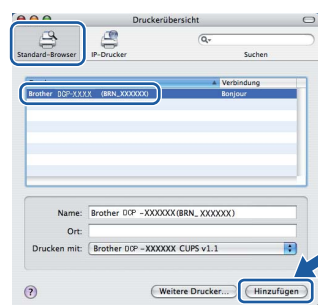 Druckerübersicht
Standard-Browser IP-Drucker Suchen
Verbindung
Brother DCP-XXXX (BRN_XXXXXX) Bonjour
Name: Brother DCP -XXXXXX(BRN_XXXXXX)
Ort:
Drucken mit: Brother DCP -XXXXXX CUPS v1.1
? Weitere Drucker... Hinzufügen